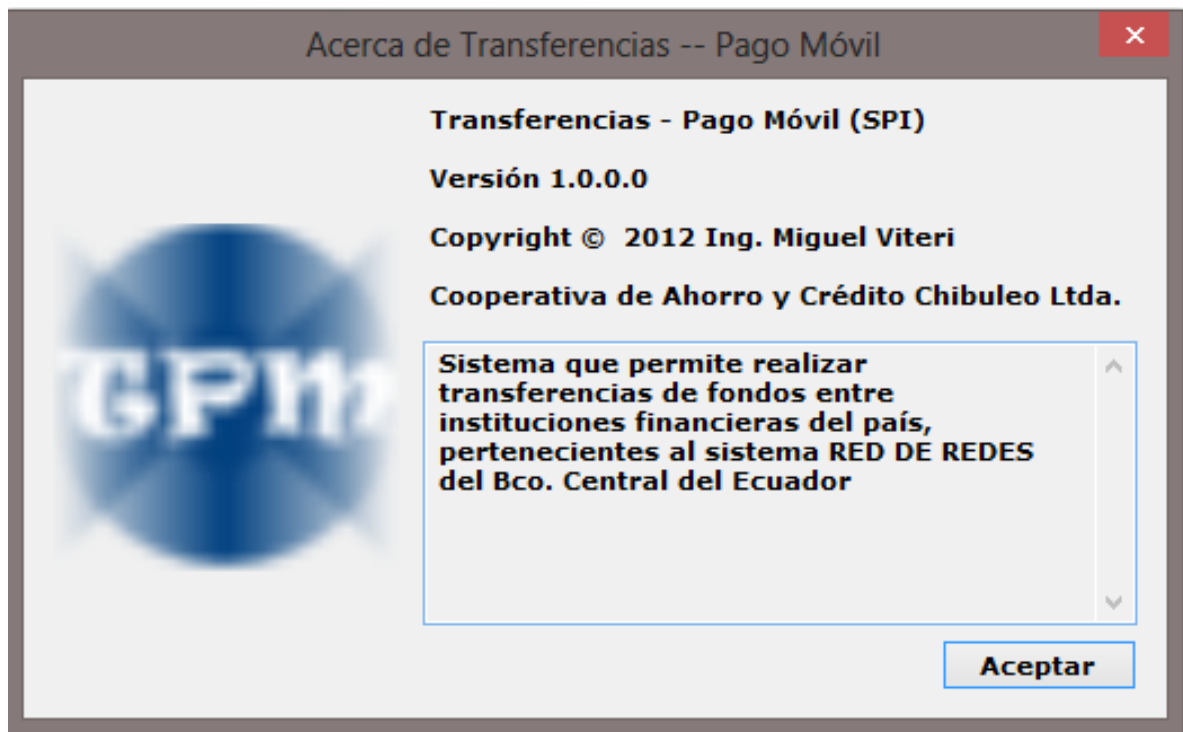 Acerca de Transferencias -- Pago Móvil
Transferencias - Pago Móvil (SPI)
Versión 1.0.0.0
Copyright ©  2012 Ing. Miguel Viteri
Cooperativa de Ahorro y Crédito Chibuleo Ltda.
TPM
Sistema que permite realizar
transferencias de fondos entre
instituciones financieras del país,
pertenecientes al sistema RED DE REDES
del Bco. Central del Ecuador
Aceptar